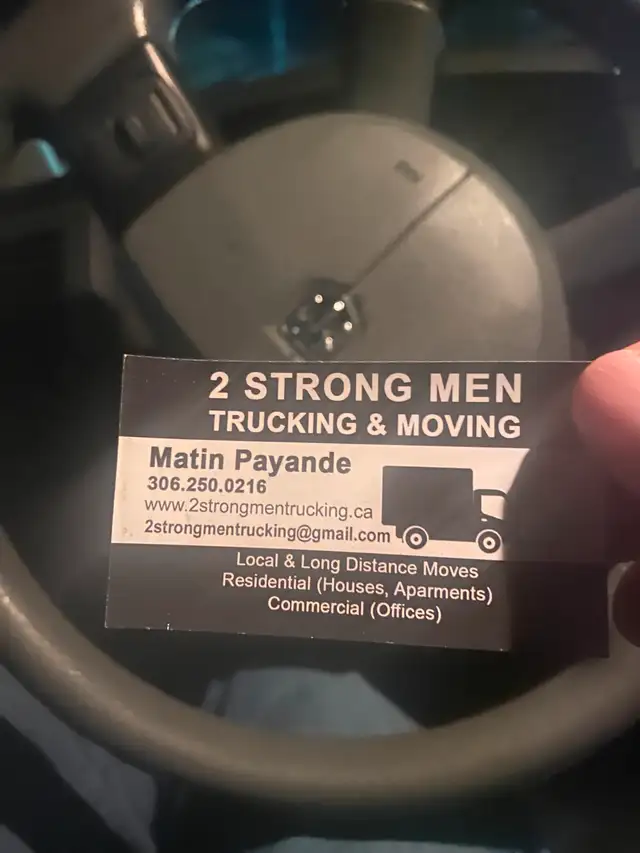 2 STRONG MEN
TRUCKING & MOVING
Matin Payande
306.250.0216
www.2strongmentrucking.ca
2strongmentrucking@gmail.com
Local & Long Distance Moves
Residential (Houses, Aparments)
Commercial (Offices)